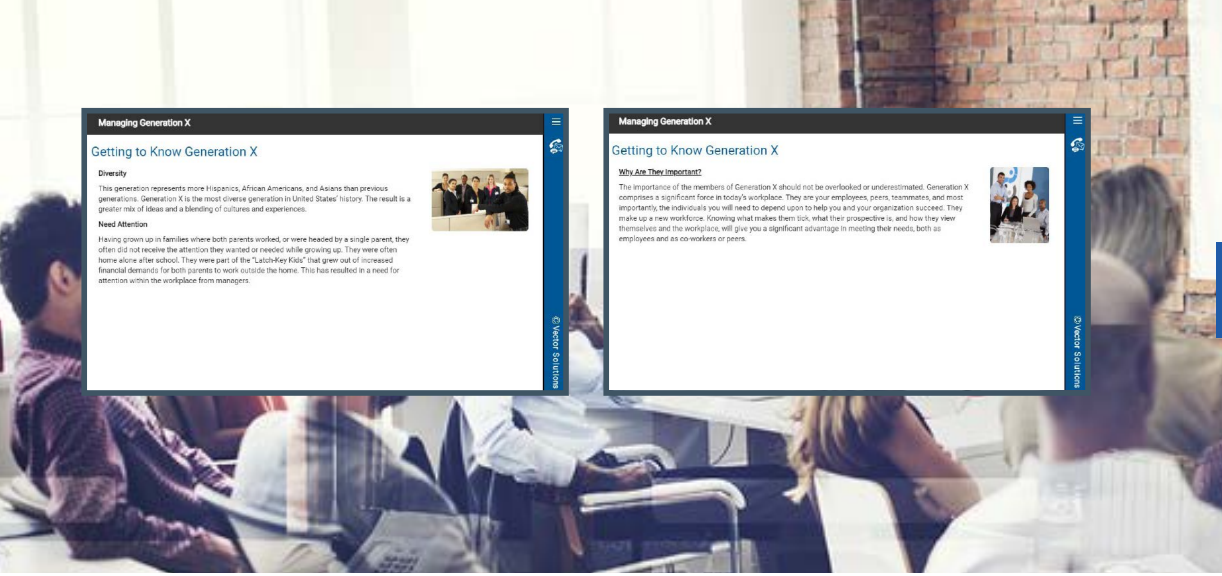 Managing Generation X
Getting to Know Generation X
Diversity
This generation represents more Hispanics, African Americans, and Asians than previous
generations. Generation X is the most diverse generation in United States' history. The result is a
greater mix of ideas and a blending of cultures and experiences.
Need Attention
Having grown up in families where both parents worked, or were headed by a single parent, they
often did not receive the attention they wanted or needed while growing up. They were often
home alone after school. They were part of the "Latch-Key Kids" that grew out of increased
financial demands for both parents to work outside the home. This has resulted in a need for
attention within the workplace from managers.
© Vector Solutions
Managing Generation X
Getting to Know Generation X
Why Are They Important?
The importance of the members of Generation X should not be overlooked or underestimated. Generation X
comprises a significant force in today's workplace. They are your employees, peers, teammates, and most
importantly, the individuals you will need to depend upon to help you and your organization succeed. They
make up a new workforce. Knowing what makes them tick, what their prospective is, and how they view
themselves and the workplace, will give you a significant advantage in meeting their needs, both as
employees and as co-workers or peers.
© Vector Solutions